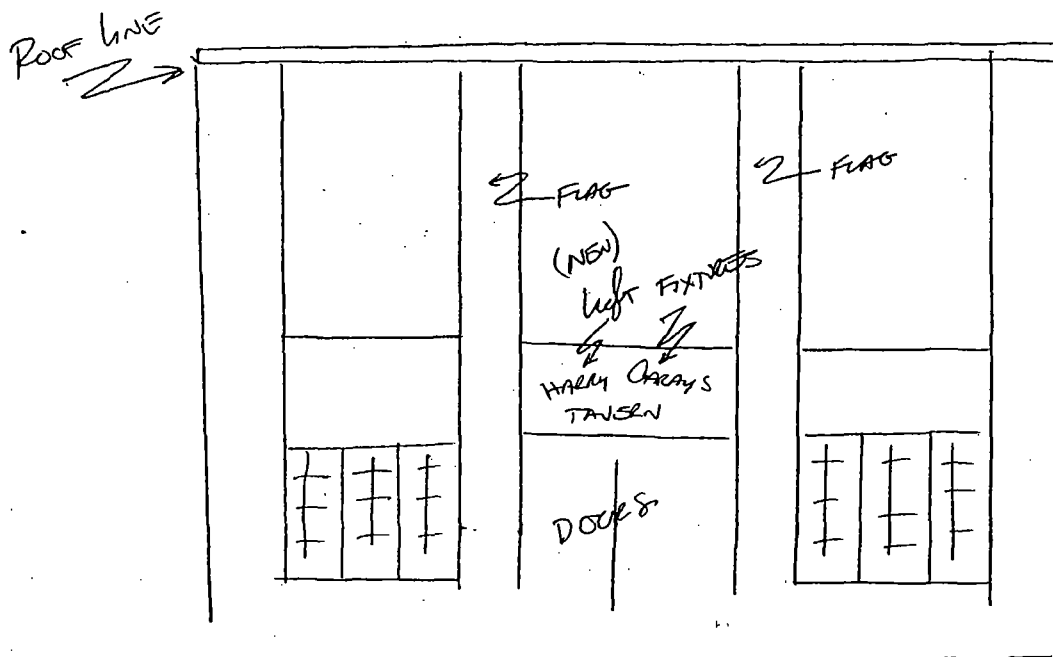 ROOF LINE
FLAG
FLAG
(NEW)
LIGHT FIXTURES
HARRY CARAYS
TAVERN
DOORS